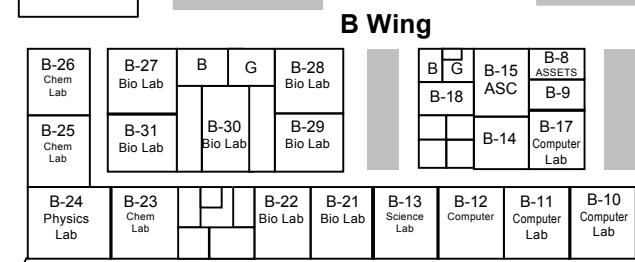 B Wing
B-26
Chem
Lab
B-27
Bio Lab
B
G
B-28
Bio Lab
B
G
B-15
ASC
B-8
ASSETS
B-18
B-9
B-25
Chem
Lab
B-31
Bio Lab
B-30
Bio Lab
B-29
Bio Lab
B-14
B-17
Computer
Lab
B-24
Physics
Lab
B-23
Chem
Lab
B-22
Bio Lab
B-21
Bio Lab
B-13
Science
Lab
B-12
Computer
B-11
Computer
Lab
B-10
Computer
Lab